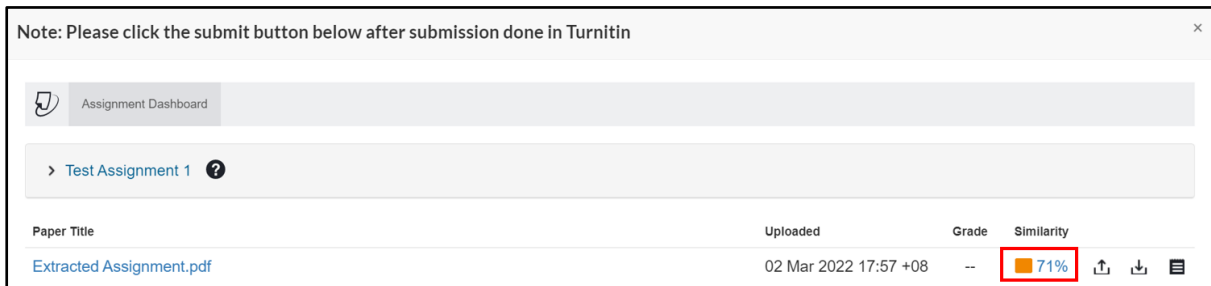 Note: Please click the submit button below after submission done in Turnitin
×
Assignment Dashboard
> Test Assignment 1 ?
Paper Title Uploaded Grade Similarity
Extracted Assignment.pdf 02 Mar 2022 17:57 +08 -- 71%